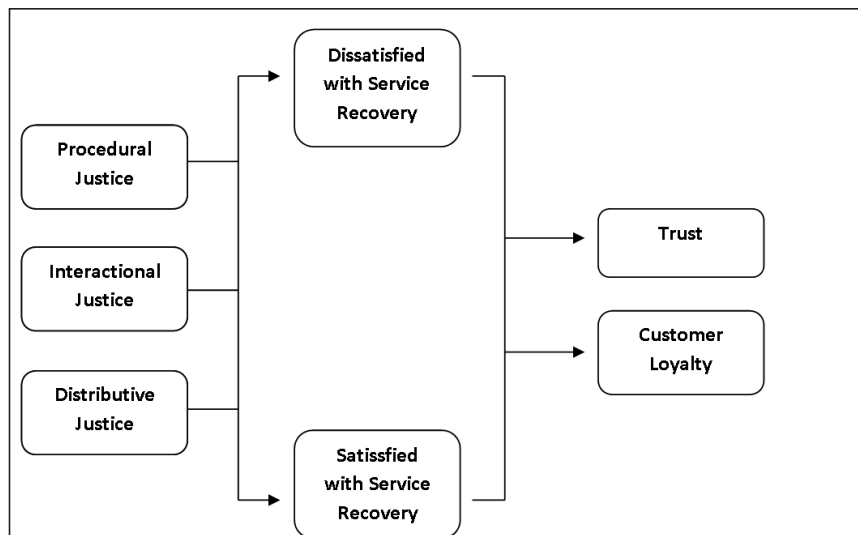 Dissatisfied
with Service
Recovery
Procedural
Justice
Interactional
Justice
Distributive
Justice
Satissfied
with Service
Recovery
Trust
Customer
Loyalty